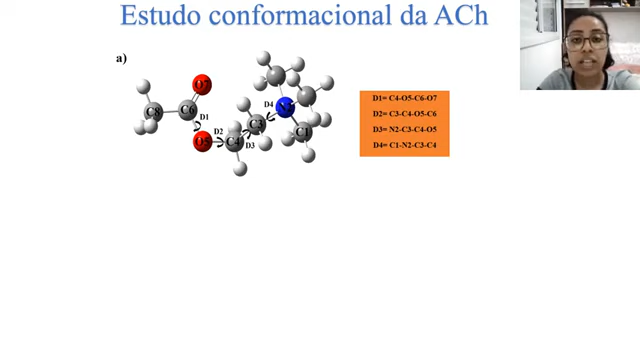 Estudo conformacional da ACh
a)
O7
C8
C6
D1
O5
D2
C4
D3
C3
D4
N2
C1
D1= C4-O5-C6-O7
D2= C3-C4-O5-C6
D3= N2-C3-C4-O5
D4= C1-N2-C3-C4